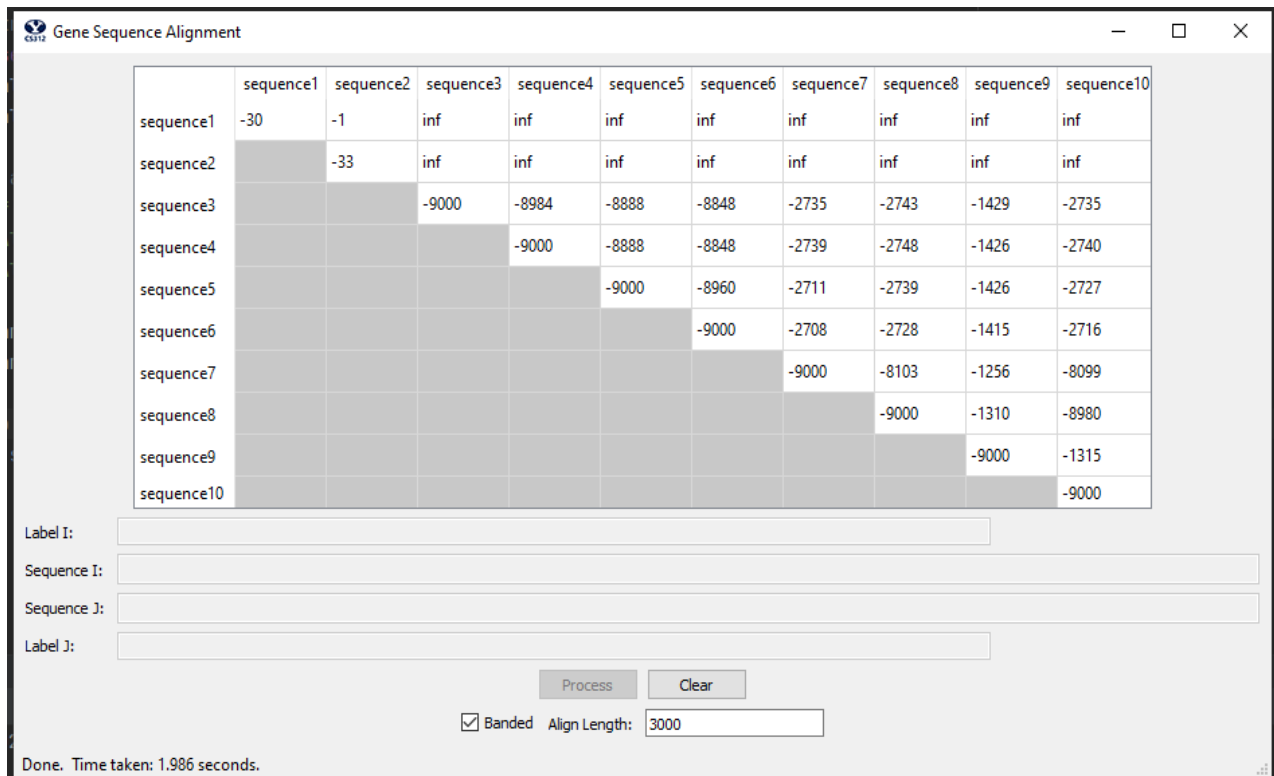 CS312 Gene Sequence Alignment
sequence1 sequence2 sequence3 sequence4 sequence5 sequence6 sequence7 sequence8 sequence9 sequence10
sequence1 -30 -1 inf inf inf inf inf inf inf inf
sequence2 -33 inf inf inf inf inf inf inf inf
sequence3 -9000 -8984 -8888 -8848 -2735 -2743 -1429 -2735
sequence4 -9000 -8888 -8848 -2739 -2748 -1426 -2740
sequence5 -9000 -8960 -2711 -2739 -1426 -2727
sequence6 -9000 -2708 -2728 -1415 -2716
sequence7 -9000 -8103 -1256 -8099
sequence8 -9000 -1310 -8980
sequence9 -9000 -1315
sequence10 -9000
Label I:
Sequence I:
Sequence J:
Label J:
Process Clear
Banded Align Length: 3000
Done. Time taken: 1.986 seconds.